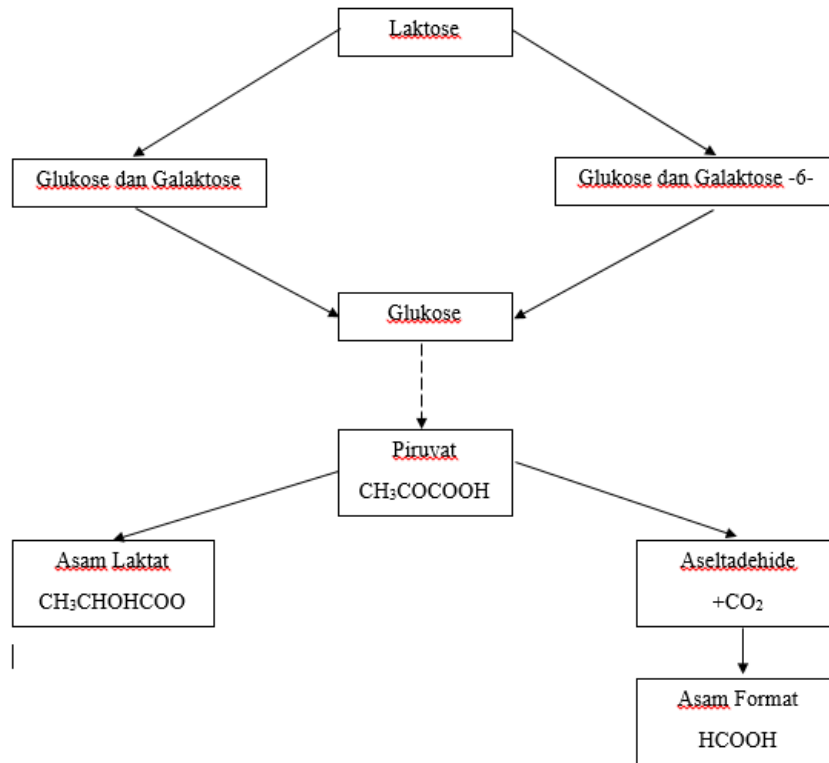 Laktose
Glukose dan Galaktose
Glukose dan Galaktose -6-
Glukose
Piruvat
CH₃COCOOH
Asam Laktat
CH₃CHOHCOO
Aseltadehide
+CO₂
Asam Format
HCOOH